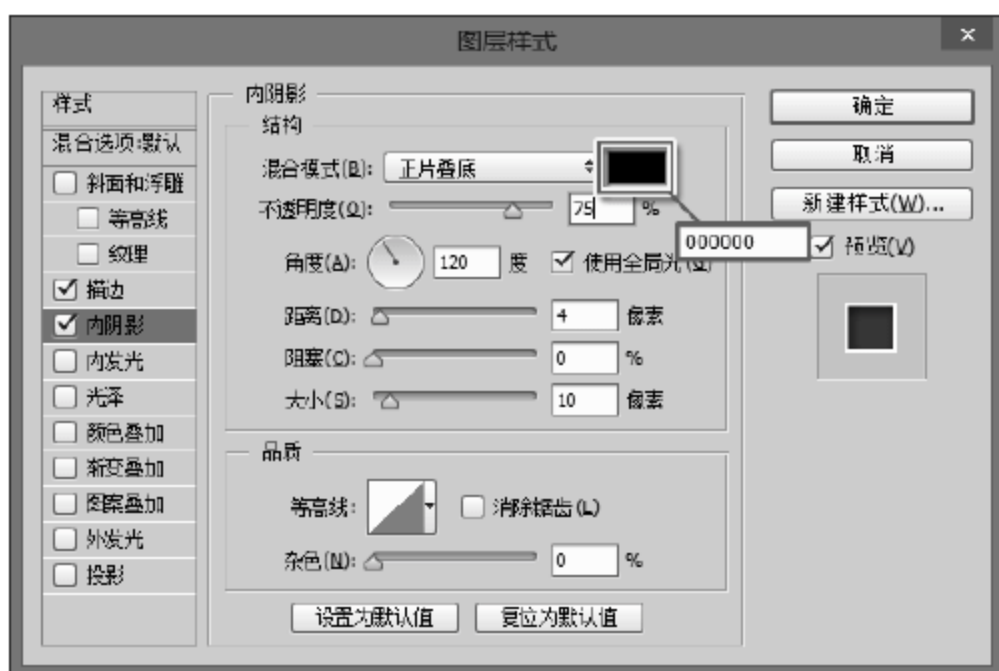 图层样式
样式
混合选项:默认
斜面和浮雕
等高线
纹理
描边
内阴影
内发光
光泽
颜色叠加
渐变叠加
图案叠加
外发光
投影
内阴影
结构
混合模式(B): 正片叠底
不透明度(O): 75 %
000000
角度(A): 120 度 使用全局光(G)
距离(D): 4 像素
阻塞(C): 0 %
大小(S): 10 像素
品质
等高线: 消除锯齿(L)
杂色(N): 0 %
设置为默认值 复位为默认值
确定
取消
新建样式(W)...
预览(V)